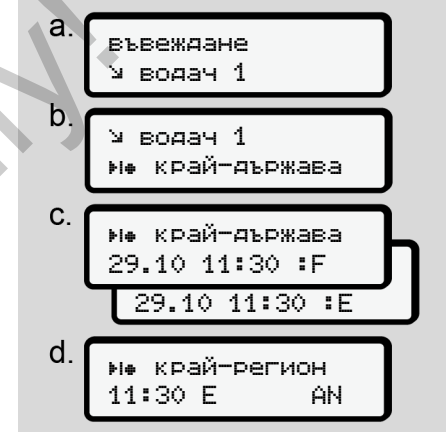 a.
въвеждане
↘ водач 1
b.
↘ водач 1
край-държава
c.
край-държава
29.10 11:30 :F
29.10 11:30 :E
d.
край-регион
11:30 E AN